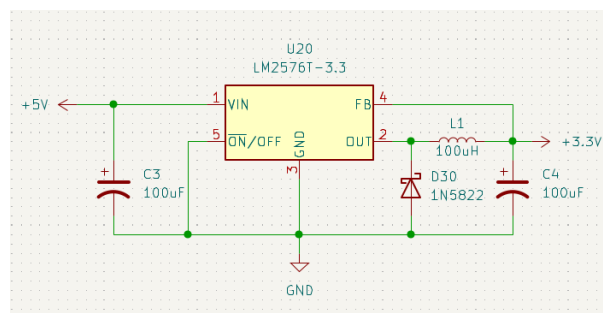 U20
LM2576T-3.3
+5V
1
VIN
FB
4
5
ON/OFF
GND
OUT
2
3
L1
100uH
+3.3V
C3
100uF
D30
1N5822
C4
100uF
+
+
GND